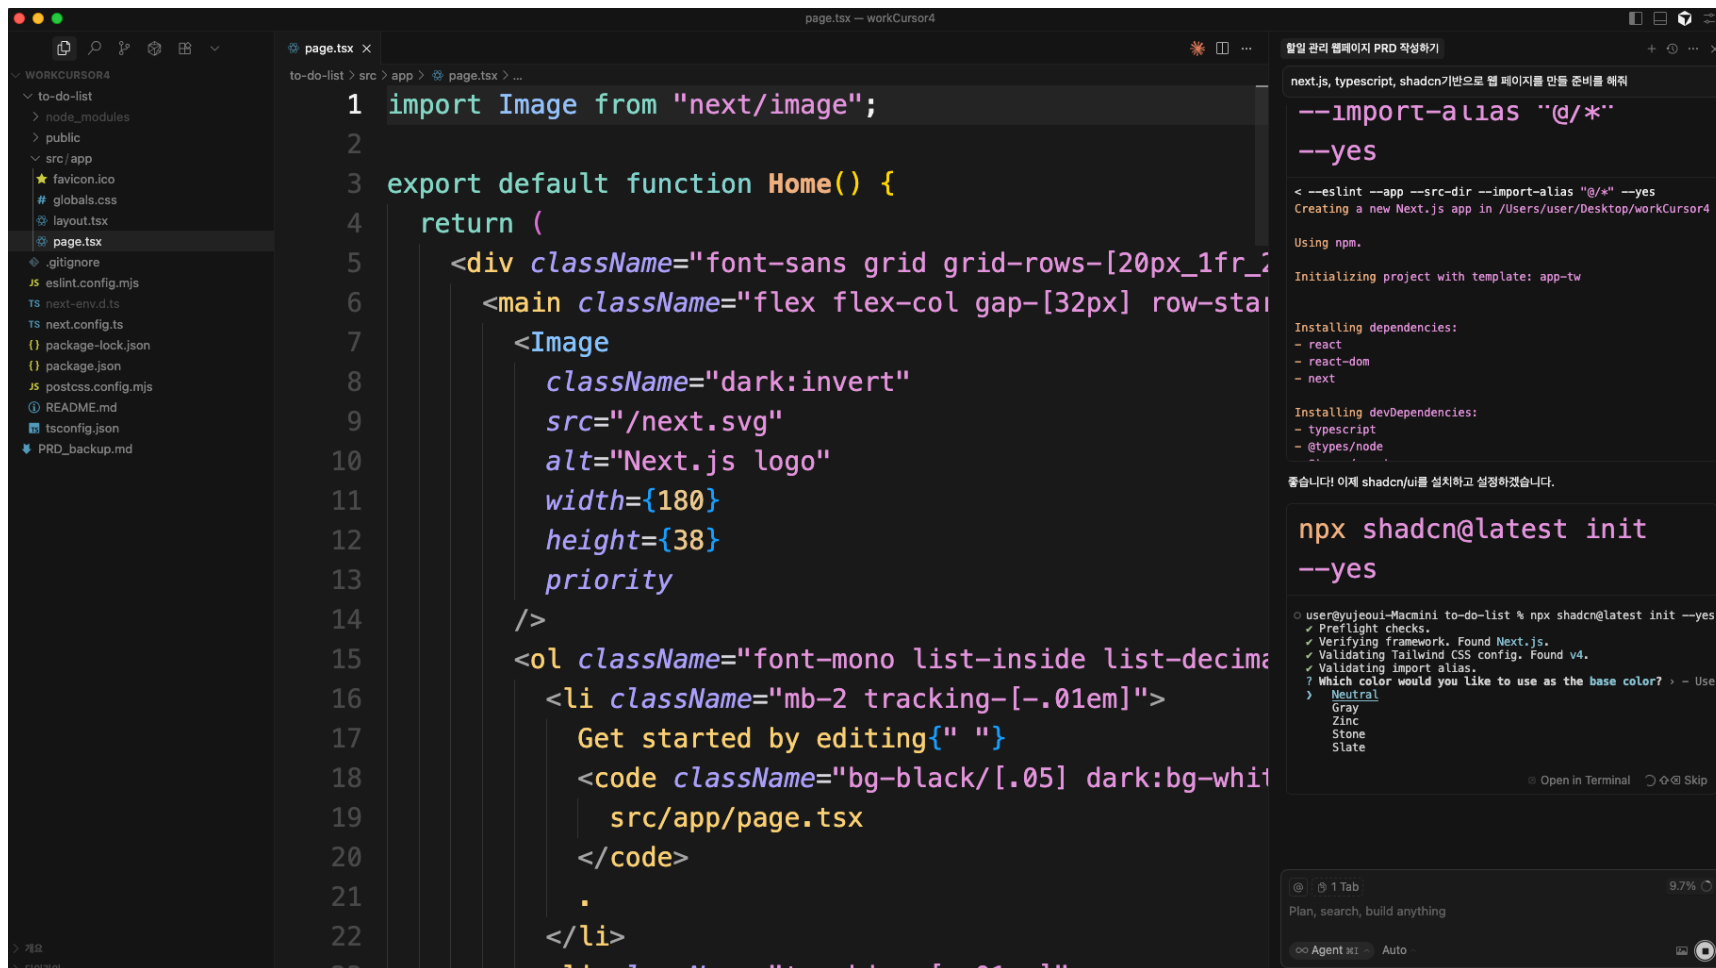 page.tsx — workCursor4
WORKCURSOR4
to-do-list
node_modules
public
src/app
favicon.ico
# globals.css
layout.tsx
page.tsx
.gitignore
JS eslint.config.mjs
TS next-env.d.ts
TS next.config.ts
{} package-lock.json
{} package.json
JS postcss.config.mjs
README.md
tsconfig.json
PRD_backup.md
개요
page.tsx
to-do-list > src > app > page.tsx > ...
1 import Image from "next/image";
2
3 export default function Home() {
4 return (
5 <div className="font-sans grid grid-rows-[20px_1fr_2
6 <main className="flex flex-col gap-[32px] row-star
7 <Image
8 className="dark:invert"
9 src="/next.svg"
10 alt="Next.js logo"
11 width={180}
12 height={38}
13 priority
14 />
15 <ol className="font-mono list-inside list-decima
16 <li className="mb-2 tracking-[-.01em]">
17 Get started by editing{" "}
18 <code className="bg-black/[.05] dark:bg-whit
19 src/app/page.tsx
20 </code>
21 .
22 </li>
할일 관리 웹페이지 PRD 작성하기
next.js, typescript, shadcn기반으로 웹 페이지를 만들 준비를 해줘
--import-alias "@/*"
--yes
< --eslint --app --src-dir --import-alias "@/*" --yes
Creating a new Next.js app in /Users/user/Desktop/workCursor4
Using npm.
Initializing project with template: app-tw
Installing dependencies:
- react
- react-dom
- next
Installing devDependencies:
- typescript
- @types/node
좋습니다! 이제 shadcn/ui를 설치하고 설정하겠습니다.
npx shadcn@latest init
--yes
user@yujeoui-Macmini to-do-list % npx shadcn@latest init --yes
✔ Preflight checks.
✔ Verifying framework. Found Next.js.
✔ Validating Tailwind CSS config. Found v4.
✔ Validating import alias.
? Which color would you like to use as the base color? › - Use
❯ Neutral
Gray
Zinc
Stone
Slate
Open in Terminal
Skip
@ 1 Tab
9.7%
Plan, search, build anything
∞ Agent ⌘I
Auto